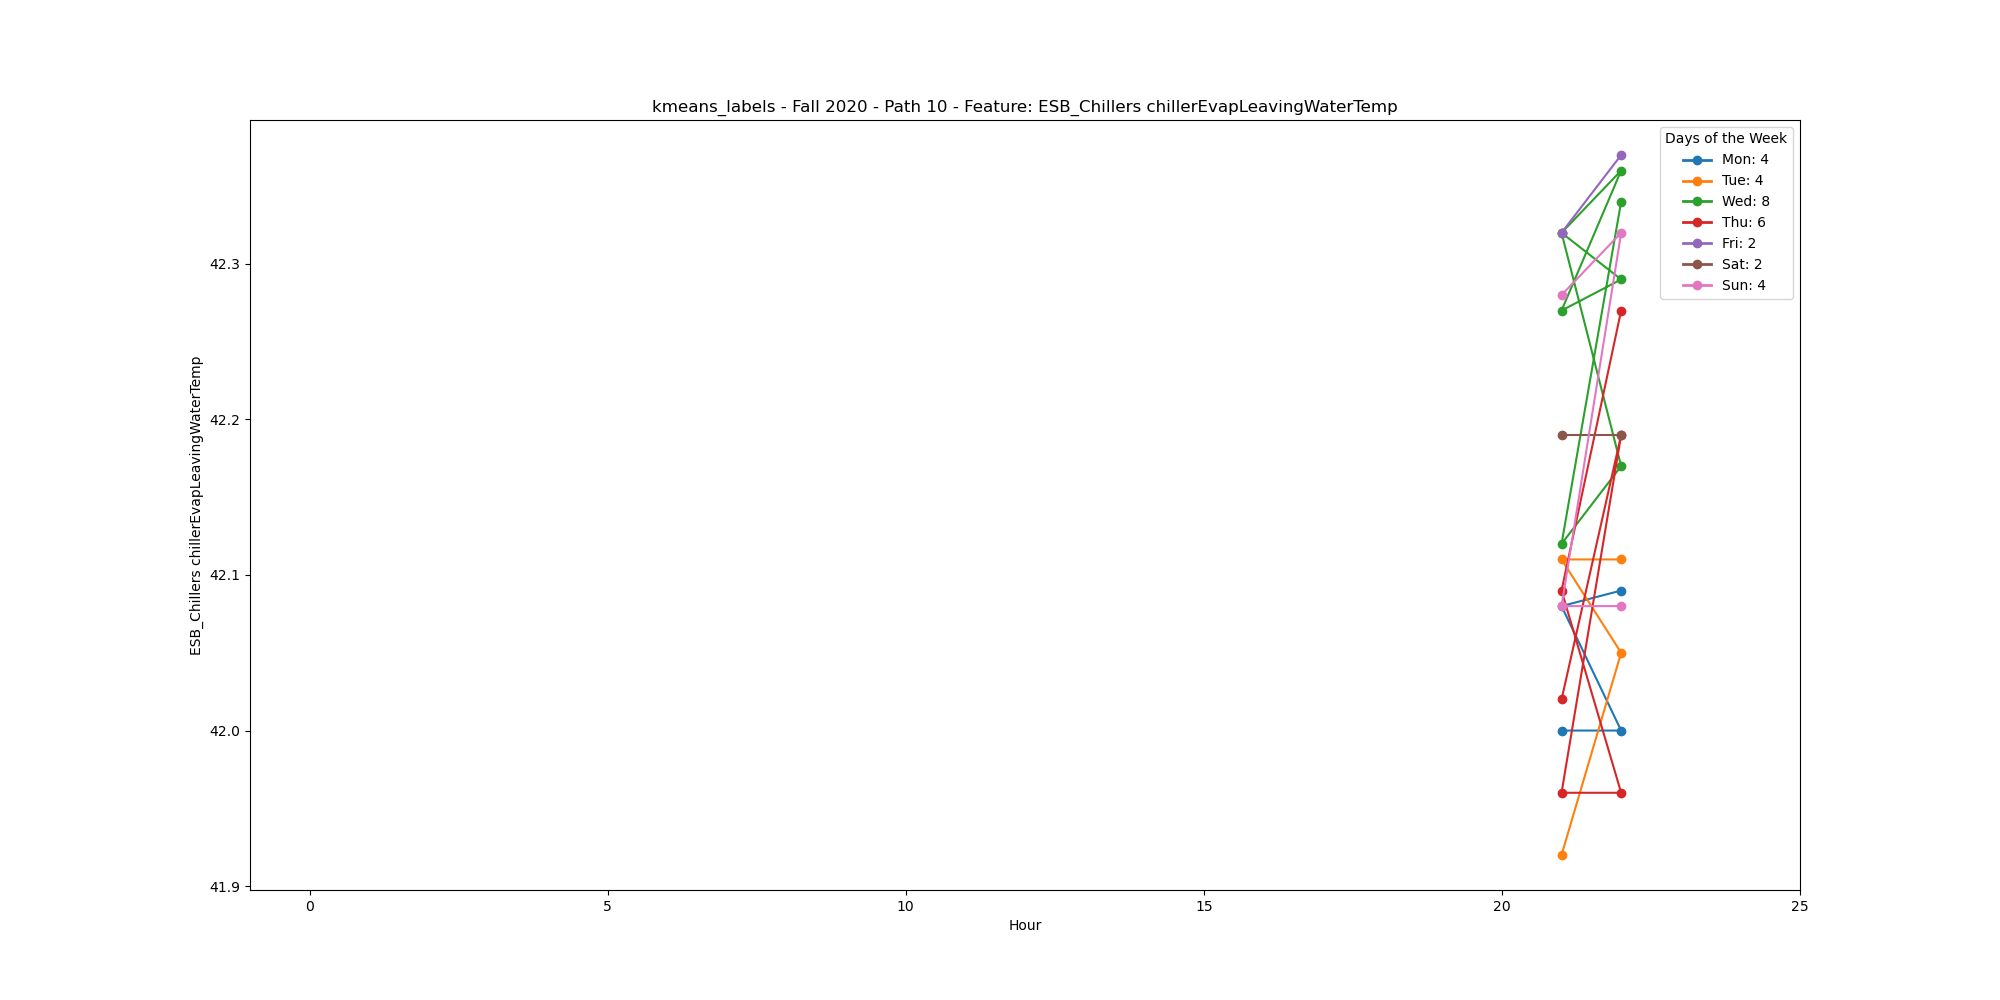 kmeans_labels - Fall 2020 - Path 10 - Feature: ESB_Chillers chillerEvapLeavingWaterTemp
Days of the Week
Mon: 4
Tue: 4
Wed: 8
Thu: 6
Fri: 2
Sat: 2
Sun: 4
ESB_Chillers chillerEvapLeavingWaterTemp
42.3
42.2
42.1
42.0
41.9
0 5 10 15 20 25
Hour